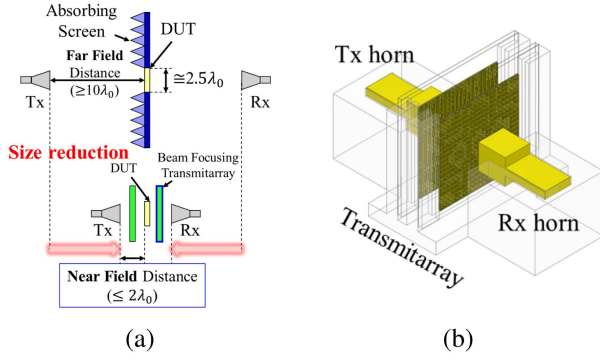 Absorbing
Screen
DUT
Far Field
Distance
(≥10λ₀)
≅2.5λ₀
Tx
Rx
Size reduction
DUT
Beam Focusing
Transmitarray
Tx
Rx
Near Field Distance
(≤ 2λ₀)
(a)
Tx horn
Rx horn
Transmitarray
(b)